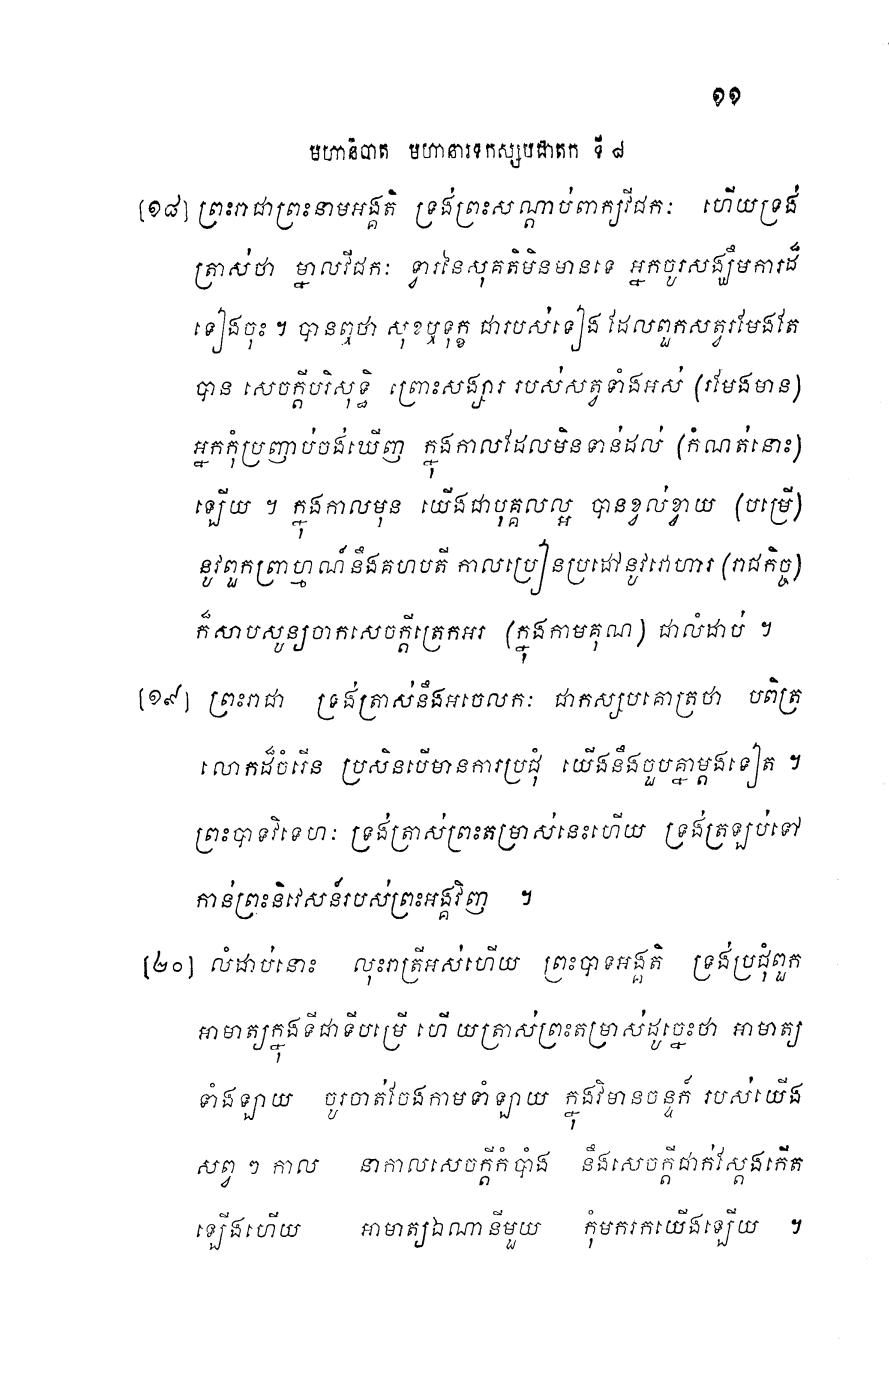 ១១
មហានិបាត មហានារទកស្សបជាតក ទី ៨
[១៨] ព្រះរាជាព្រះនាមអង្គតិ ទ្រង់ព្រះសណ្តាប់ពាក្យវីជកៈ ហើយទ្រង់
ត្រាស់ថា ម្នាលវីជកៈ ទ្វារនៃសុគតិមិនមានទេ អ្នកចូរសង្ឃឹមការដ៏
ទៀងចុះ ។ បានឮថា សុខឬទុក្ខ ជារបស់ទៀង ដែលពួកសត្វរមែងតែ
បាន សេចក្តីបរិសុទ្ធិ ព្រោះសង្សារ របស់សត្វទាំងអស់ (រមែងមាន)
អ្នកកុំប្រញាប់ចង់ឃើញ ក្នុងកាលដែលមិនទាន់ដល់ (កំណត់នោះ)
ឡើយ ។ ក្នុងកាលមុន យើងជាបុគ្គលល្អ បានខ្វល់ខ្វាយ (បម្រើ)
នូវពួកព្រាហ្មណ៍នឹងគហបតី កាលប្រៀនប្រដៅនូវវោហារ (រាជកិច្ច)
ក៏សាបសូន្យចាកសេចក្តីត្រេកអរ (ក្នុងកាមគុណ) ជាលំដាប់ ។
[១៩] ព្រះរាជា ទ្រង់ត្រាស់នឹងអចេលកៈ ជាកស្សបគោត្រថា បពិត្រ
លោកដ៏ចំរើន ប្រសិនបើមានការប្រជុំ យើងនឹងចួបគ្នាម្តងទៀត ។
ព្រះបាទវិទេហៈ ទ្រង់ត្រាស់ព្រះតម្រាស់នេះហើយ ទ្រង់ត្រឡប់ទៅ
កាន់ព្រះនិវេសន៍របស់ព្រះអង្គវិញ ។
[២០] លំដាប់នោះ លុះរាត្រីអស់ហើយ ព្រះបាទអង្គតិ ទ្រង់ប្រជុំពួក
អាមាត្យក្នុងទីជាទីបម្រើ ហើយត្រាស់ព្រះតម្រាស់ដូច្នេះថា អាមាត្យ
ទាំងឡាយ ចូរចាត់ចែងកាមទាំឡាយ ក្នុងវិមានចន្ទក៍ របស់យើង
សព្វ ៗ កាល នាកាលសេចក្តីកំបាំង នឹងសេចក្តីជាក់ស្តែងកើត
ឡើងហើយ អាមាត្យឯណានីមួយ កុំមករកយើងឡើយ ។